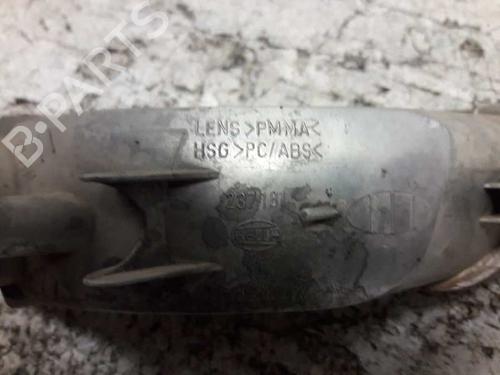 B-PARTS
LENS >PMMA<
HSG >PC/ABS<
HELLA